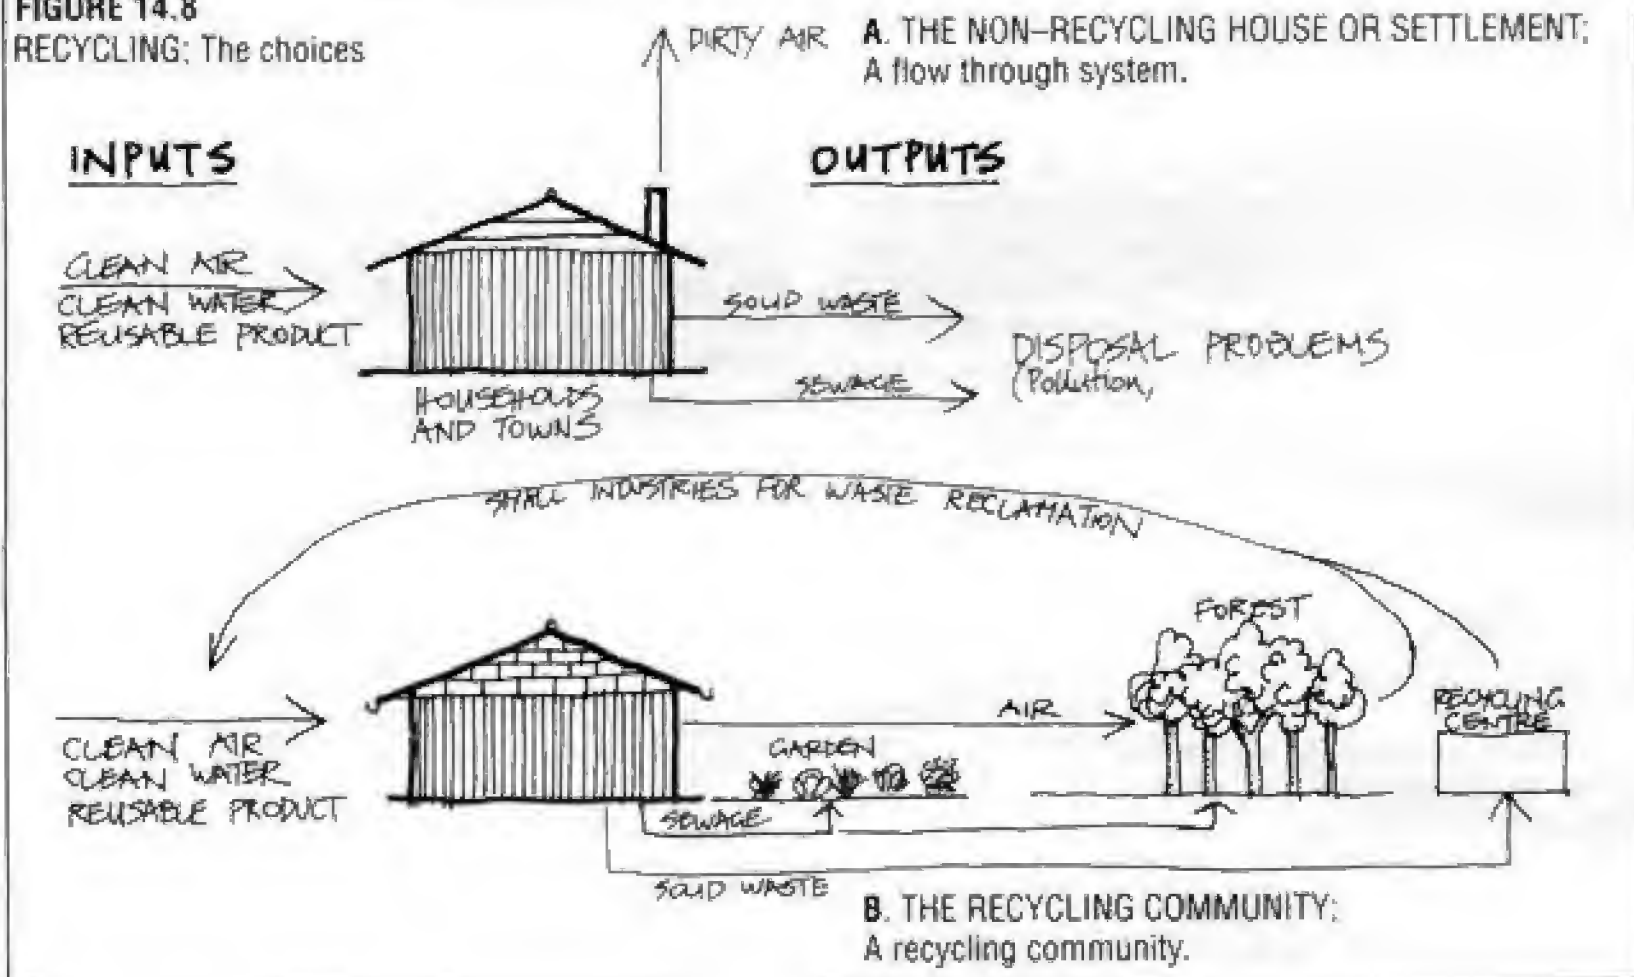 FIGURE 14.8
RECYCLING; The choices
DIRTY AIR
A. THE NON–RECYCLING HOUSE OR SETTLEMENT;
A flow through system.
INPUTS
OUTPUTS
CLEAN AIR
CLEAN WATER
REUSABLE PRODUCT
SOLID WASTE
SEWAGE
DISPOSAL PROBLEMS
(Pollution,
HOUSEHOLDS
AND TOWNS
SMALL INDUSTRIES FOR WASTE RECLAMATION
FOREST
AIR
RECYCLING
CENTRE
GARDEN
CLEAN AIR
CLEAN WATER
REUSABLE PRODUCT
SEWAGE
SOLID WASTE
B. THE RECYCLING COMMUNITY;
A recycling community.